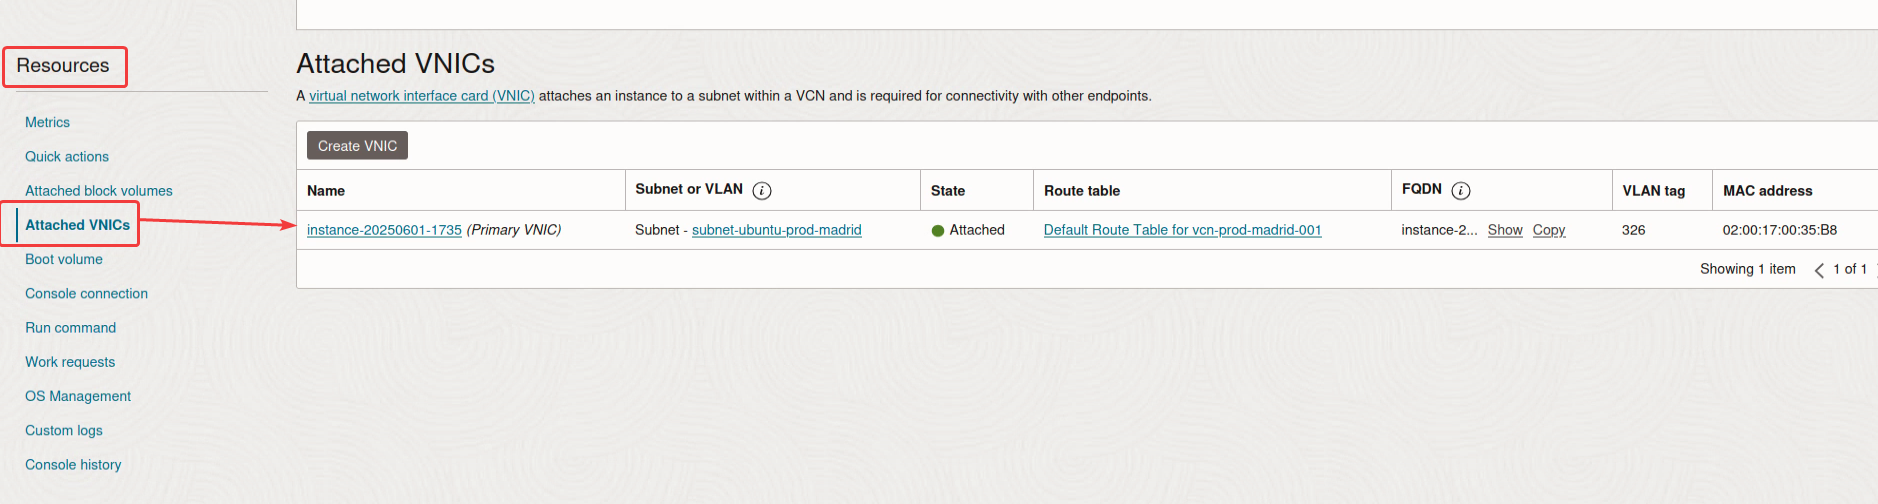 Resources
Metrics
Quick actions
Attached block volumes
Attached VNICs
Boot volume
Console connection
Run command
Work requests
OS Management
Custom logs
Console history
Attached VNICs
A virtual network interface card (VNIC) attaches an instance to a subnet within a VCN and is required for connectivity with other endpoints.
Create VNIC
Name Subnet or VLAN i State Route table FQDN i VLAN tag MAC address
instance-20250601-1735 (Primary VNIC) Subnet - subnet-ubuntu-prod-madrid Attached Default Route Table for vcn-prod-madrid-001 instance-2... Show Copy 326 02:00:17:00:35:B8
Showing 1 item < 1 of 1